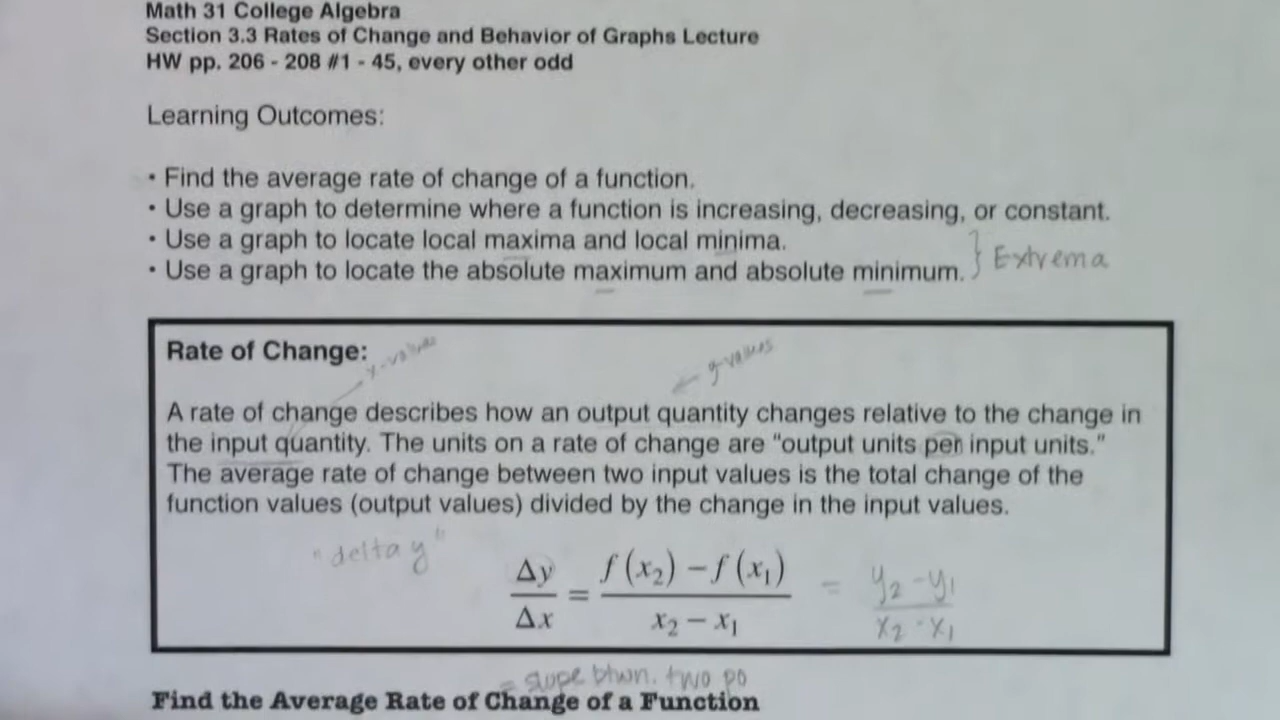 Math 31 College Algebra
Section 3.3 Rates of Change and Behavior of Graphs Lecture
HW pp. 206 - 208 #1 - 45, every other odd
Learning Outcomes:
• Find the average rate of change of a function.
• Use a graph to determine where a function is increasing, decreasing, or constant.
• Use a graph to locate local maxima and local minima.
• Use a graph to locate the absolute maximum and absolute minimum. } Extrema
Rate of Change:
x-values
y-values
A rate of change describes how an output quantity changes relative to the change in
the input quantity. The units on a rate of change are “output units per input units.”
The average rate of change between two input values is the total change of the
function values (output values) divided by the change in the input values.
"delta y"
Δy/Δx = f(x₂) − f(x₁)/x₂ − x₁ = y₂ - y₁/x₂ - x₁
= slope btwn. two po
Find the Average Rate of Change of a Function